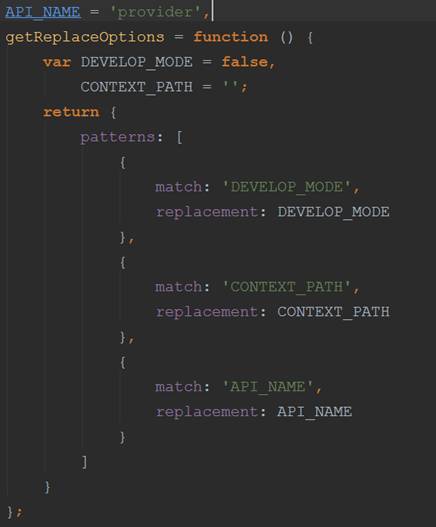 API_NAME = 'provider',
getReplaceOptions = function () {
    var DEVELOP_MODE = false,
        CONTEXT_PATH = '';
    return {
        patterns: [
            {
                match: 'DEVELOP_MODE',
                replacement: DEVELOP_MODE
            },
            {
                match: 'CONTEXT_PATH',
                replacement: CONTEXT_PATH
            },
            {
                match: 'API_NAME',
                replacement: API_NAME
            }
        ]
    }
};